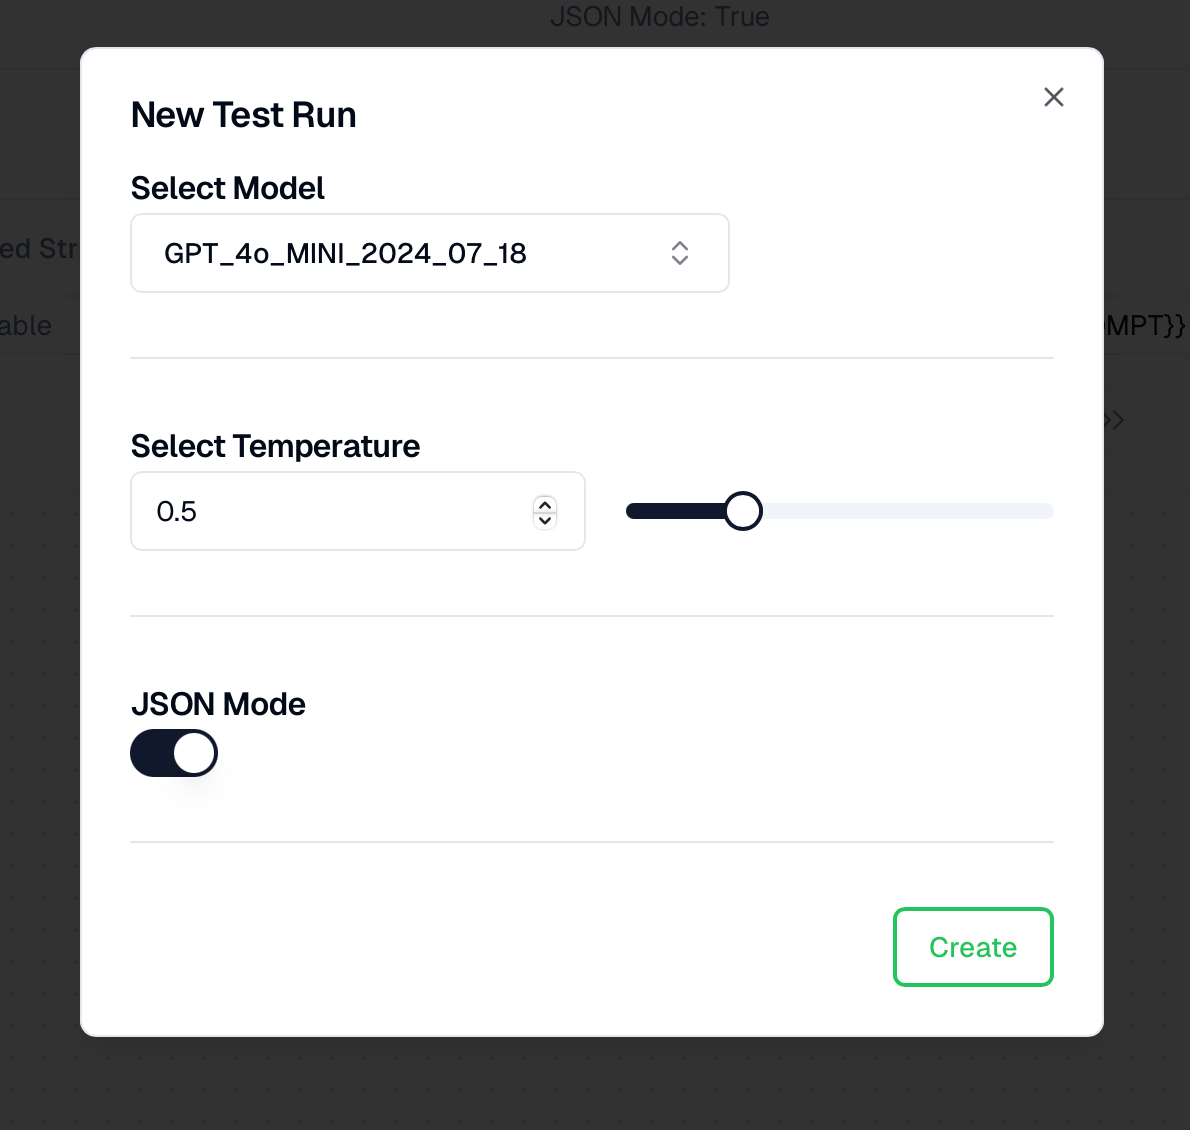 JSON Mode: True
New Test Run
Select Model
GPT_4o_MINI_2024_07_18
ed Str
able
MPT}}
Select Temperature
0.5
JSON Mode
Create